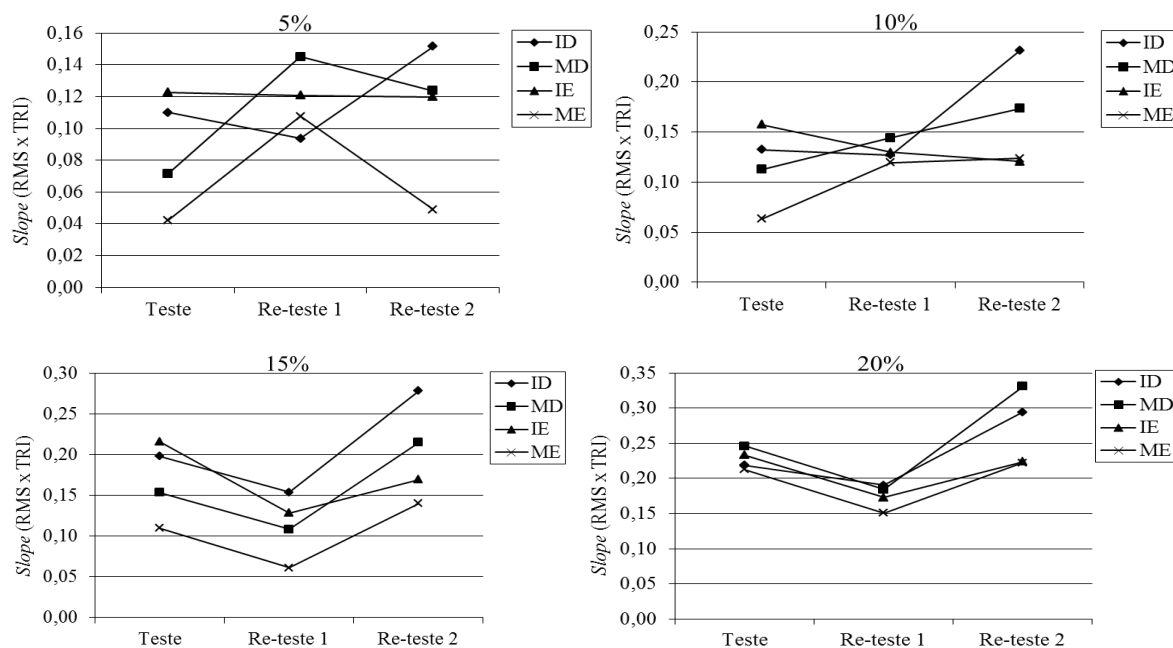 5%
0,16
0,14
0,12
0,10
0,08
0,06
0,04
0,02
0,00
Slope (RMS x TRI)
Teste Re-teste 1 Re-teste 2
ID
MD
IE
ME
10%
0,25
0,20
0,15
0,10
0,05
0,00
Slope (RMS x TRI)
Teste Re-teste 1 Re-teste 2
ID
MD
IE
ME
15%
0,30
0,25
0,20
0,15
0,10
0,05
0,00
Slope (RMS x TRI)
Teste Re-teste 1 Re-teste 2
ID
MD
IE
ME
20%
0,35
0,30
0,25
0,20
0,15
0,10
0,05
0,00
Slope (RMS x TRI)
Teste Re-teste 1 Re-teste 2
ID
MD
IE
ME